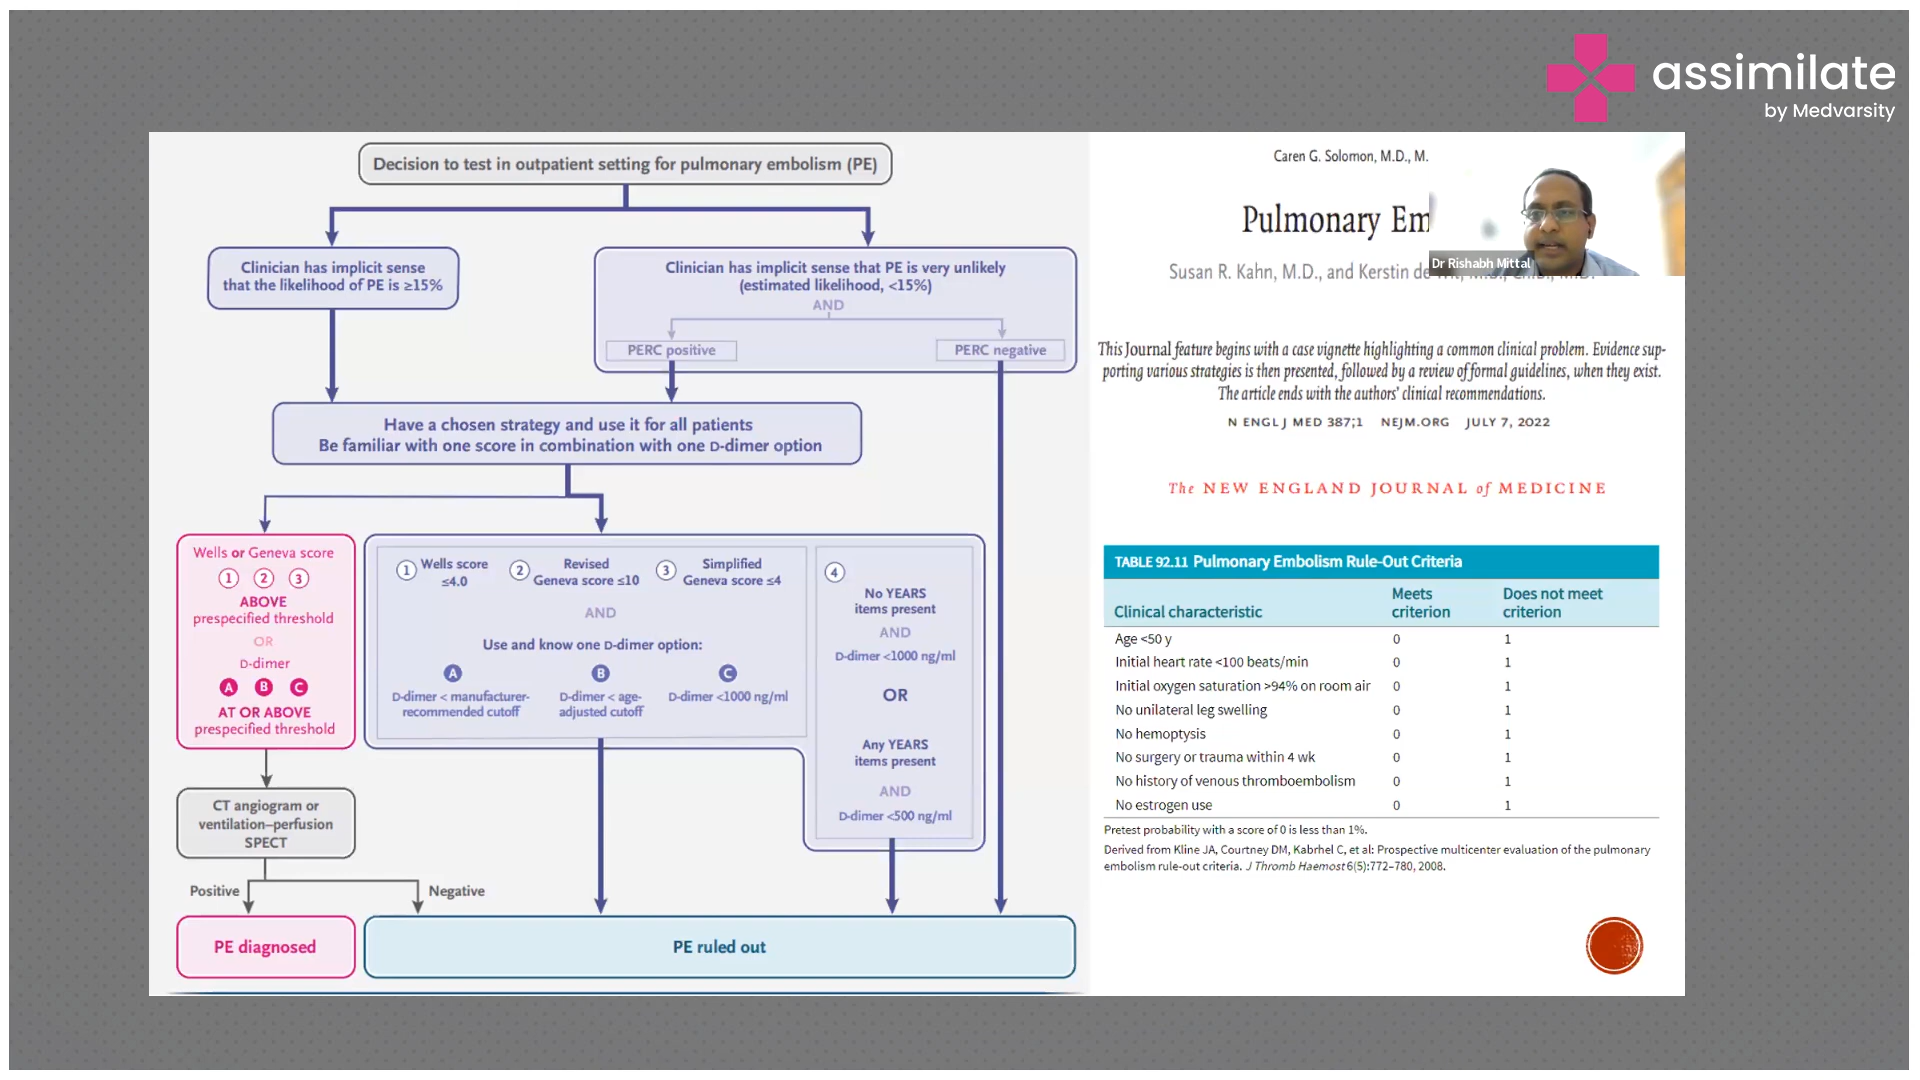 assimilate
by Medvarsity
Decision to test in outpatient setting for pulmonary embolism (PE)
Clinician has implicit sense
that the likelihood of PE is ≥15%
Clinician has implicit sense that PE is very unlikely
(estimated likelihood, <15%)
AND
PERC positive
PERC negative
Have a chosen strategy and use it for all patients
Be familiar with one score in combination with one D-dimer option
Wells or Geneva score
1 2 3
ABOVE
prespecified threshold
OR
D-dimer
A B C
AT OR ABOVE
prespecified threshold
1 Wells score
≤4.0
2 Revised
Geneva score ≤10
3 Simplified
Geneva score ≤4
AND
Use and know one D-dimer option:
A
D-dimer < manufacturer-
recommended cutoff
B
D-dimer < age-
adjusted cutoff
C
D-dimer <1000 ng/ml
4
No YEARS
items present
AND
D-dimer <1000 ng/ml
OR
Any YEARS
items present
AND
D-dimer <500 ng/ml
CT angiogram or
ventilation–perfusion
SPECT
Positive
Negative
PE diagnosed
PE ruled out
Caren G. Solomon, M.D., M.
Pulmonary Em
Susan R. Kahn, M.D., and Kerstin de
Dr Rishabh Mittal
This Journal feature begins with a case vignette highlighting a common clinical problem. Evidence sup-
porting various strategies is then presented, followed by a review of formal guidelines, when they exist.
The article ends with the authors' clinical recommendations.
N ENGL J MED 387;1 NEJM.ORG JULY 7, 2022
The NEW ENGLAND JOURNAL of MEDICINE
TABLE 92.11 Pulmonary Embolism Rule-Out Criteria
Clinical characteristic Meets criterion Does not meet criterion
Age <50 y 0 1
Initial heart rate <100 beats/min 0 1
Initial oxygen saturation >94% on room air 0 1
No unilateral leg swelling 0 1
No hemoptysis 0 1
No surgery or trauma within 4 wk 0 1
No history of venous thromboembolism 0 1
No estrogen use 0 1
Pretest probability with a score of 0 is less than 1%.
Derived from Kline JA, Courtney DM, Kabrhel C, et al: Prospective multicenter evaluation of the pulmonary
embolism rule-out criteria. J Thromb Haemost 6(5):772–780, 2008.